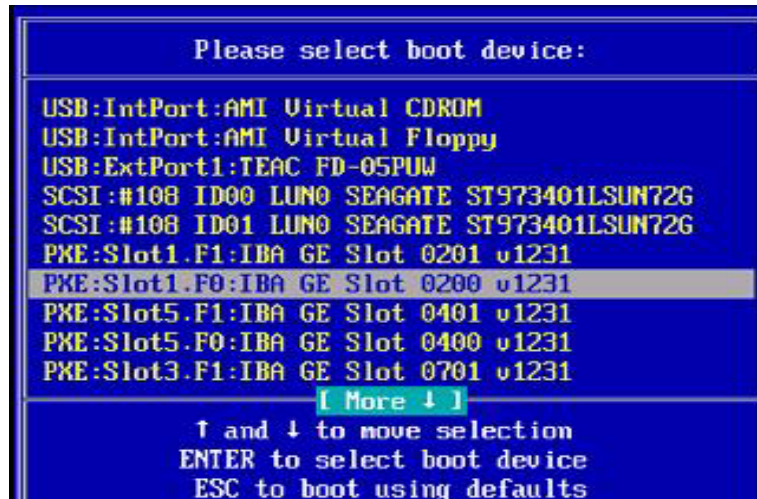 Please select boot device:
USB:IntPort:AMI Virtual CDROM
USB:IntPort:AMI Virtual Floppy
USB:ExtPort1:TEAC FD-05PUW
SCSI:#108 ID00 LUN0 SEAGATE ST973401LSUN72G
SCSI:#108 ID01 LUN0 SEAGATE ST973401LSUN72G
PXE:Slot1.F1:IBA GE Slot 0201 v1231
PXE:Slot1.F0:IBA GE Slot 0200 v1231
PXE:Slot5.F1:IBA GE Slot 0401 v1231
PXE:Slot5.F0:IBA GE Slot 0400 v1231
PXE:Slot3.F1:IBA GE Slot 0701 v1231
[ More ↓ ]
↑ and ↓ to move selection
ENTER to select boot device
ESC to boot using defaults